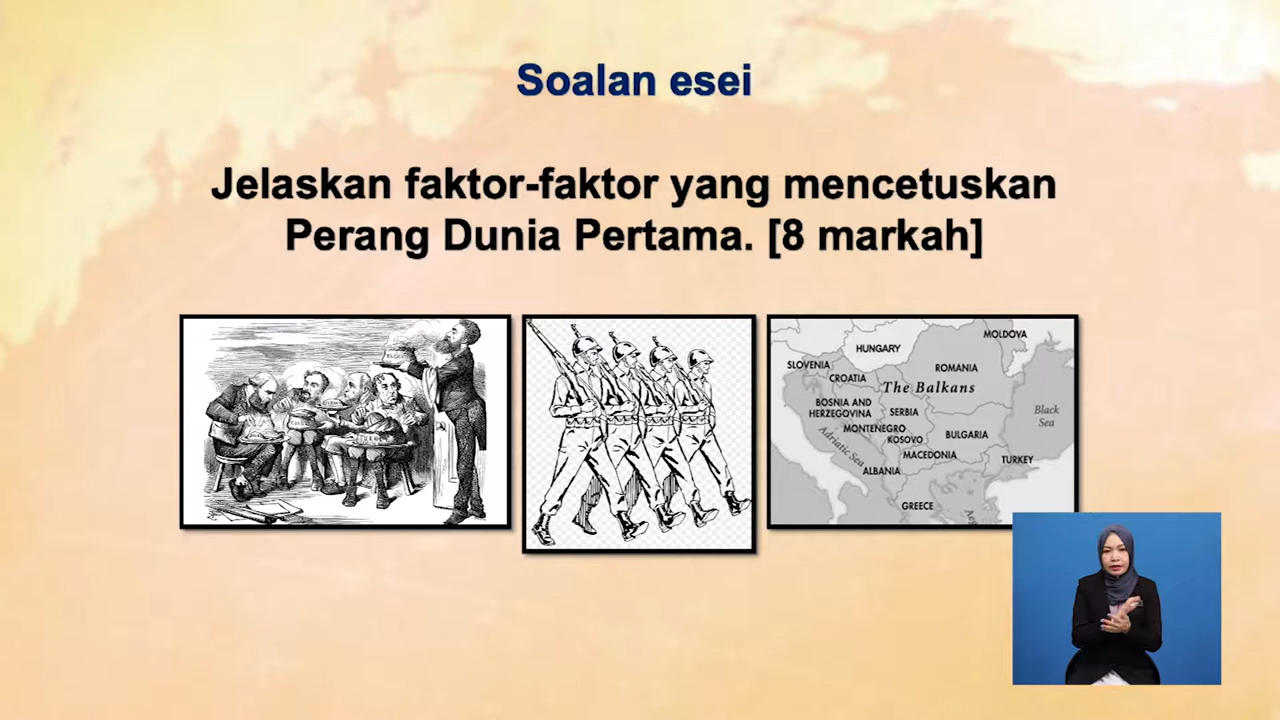 Soalan esei
Jelaskan faktor-faktor yang mencetuskan
Perang Dunia Pertama. [8 markah]
MOLDOVA
HUNGARY
SLOVENIA
CROATIA
ROMANIA
The Balkans
BOSNIA AND
HERZEGOVINA
SERBIA
Black
Sea
MONTENEGRO
KOSOVO
BULGARIA
Adriatic Sea
MACEDONIA
TURKEY
ALBANIA
GREECE